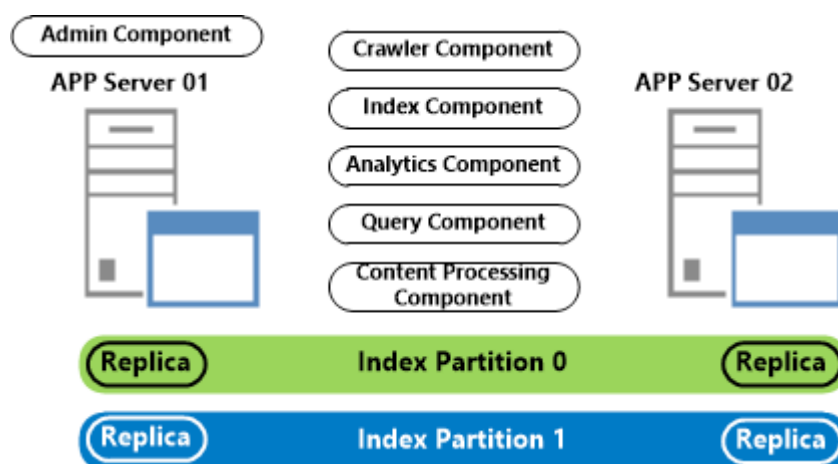 Admin Component
Crawler Component
APP Server 01
APP Server 02
Index Component
Analytics Component
Query Component
Content Processing
Component
Replica Index Partition 0 Replica
Replica Index Partition 1 Replica